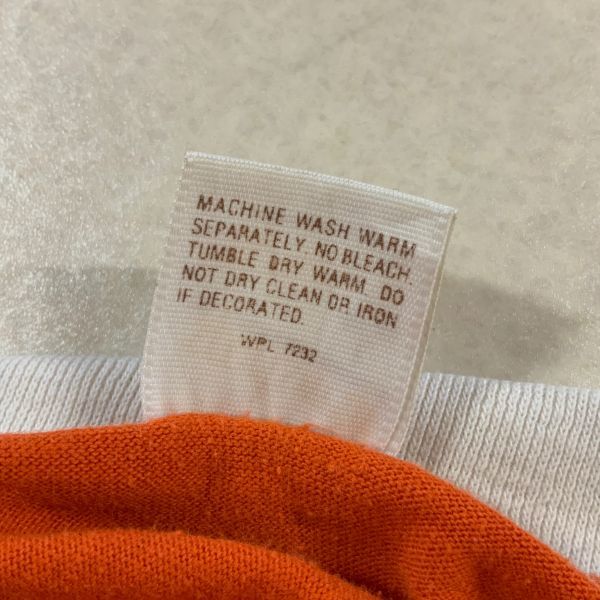 MACHINE WASH WARM
SEPARATELY. NO BLEACH.
TUMBLE DRY WARM. DO
NOT DRY CLEAN OR IRON
IF DECORATED.
WPL 7232